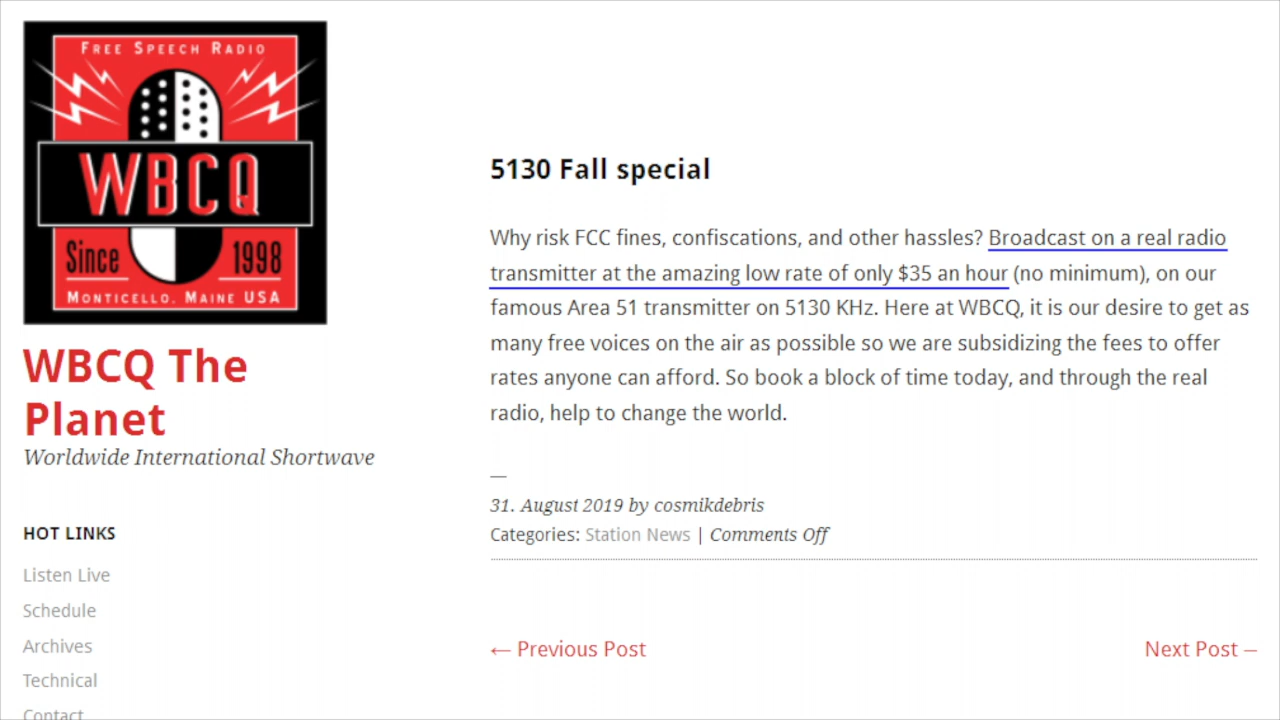 FREE SPEECH RADIO
WBCQ
Since 1998
MONTICELLO, MAINE USA
WBCQ The
Planet
Worldwide International Shortwave
HOT LINKS
Listen Live
Schedule
Archives
Technical
Contact
5130 Fall special
Why risk FCC fines, confiscations, and other hassles? Broadcast on a real radio
transmitter at the amazing low rate of only $35 an hour (no minimum), on our
famous Area 51 transmitter on 5130 KHz. Here at WBCQ, it is our desire to get as
many free voices on the air as possible so we are subsidizing the fees to offer
rates anyone can afford. So book a block of time today, and through the real
radio, help to change the world.
—
31. August 2019 by cosmikdebris
Categories: Station News | Comments Off
← Previous Post
Next Post —